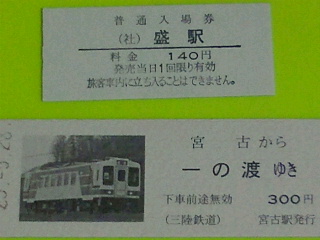 普通入場券
(社) 盛駅
料金 140円
発売当日1回限り有効
旅客車内に立ち入ることはできません。
宮古から
一の渡 ゆき
下車前途無効 300円
(三陸鉄道) 宮古駅発行